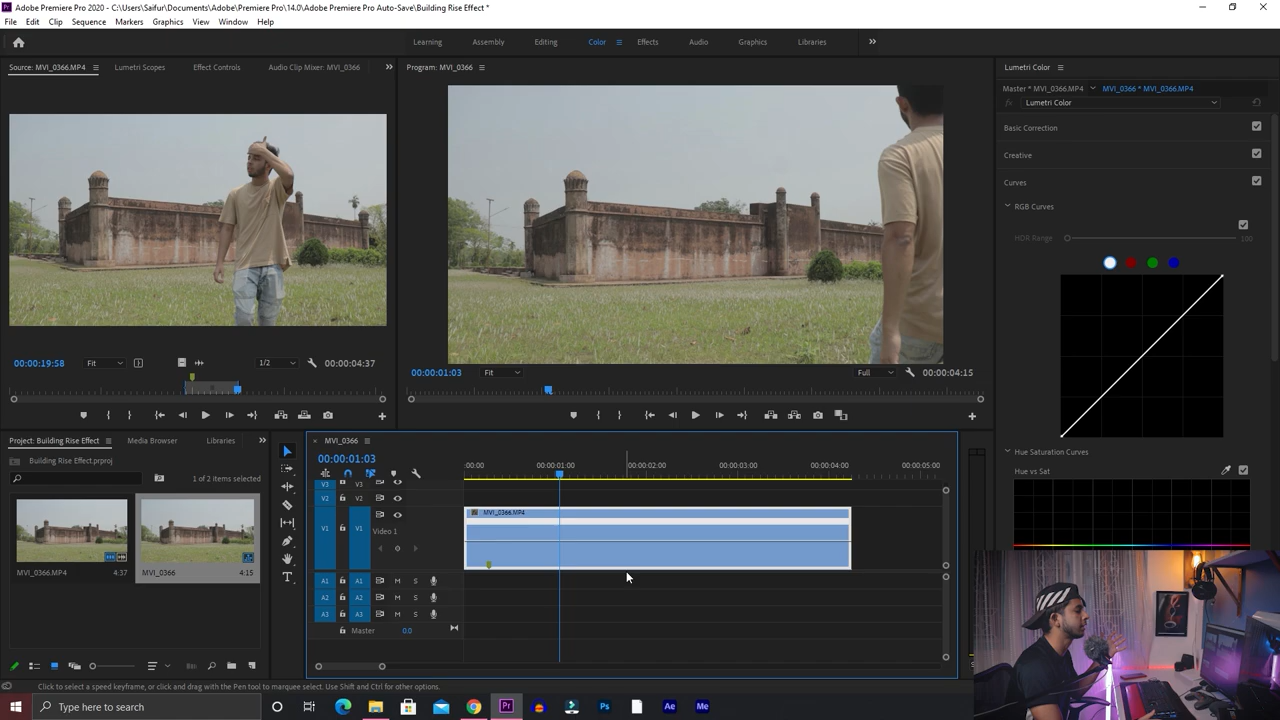 Adobe Premiere Pro 2020 - C:\Users\Saifur\Documents\Adobe\Premiere Pro\14.0\Adobe Premiere Pro Auto-Save\Building Rise Effect *
File Edit Clip Sequence Markers Graphics View Window Help
Learning Assembly Editing Color Effects Audio Graphics Libraries
Source: MVI_0366.MP4 Lumetri Scopes Effect Controls Audio Clip Mixer: MVI_0366
Program: MVI_0366
Lumetri Color
Master * MVI_0366.MP4 MVI_0366 * MVI_0366.MP4
fx Lumetri Color
Basic Correction
Creative
Curves
RGB Curves
HDR Range 100
Hue Saturation Curves
Hue vs Sat
00:00:19:58 Fit 1/2 00:00:04:37
00:00:01:03 Fit Full 00:00:04:15
Project: Building Rise Effect Media Browser Libraries
Building Rise Effect.prproj
1 of 2 items selected
MVI_0366.MP4 4:37
MVI_0366 4:15
MVI_0366
00:00:01:03
:00:00 00:00:01:00 00:00:02:00 00:00:03:00 00:00:04:00 00:00:05:00
V3 V3
V2 V2
V1 V1 Video 1
MVI_0366.MP4
A1 A1 M S
A2 A2 M S
A3 A3 M S
Master 0.0
Click to select a speed keyframe, or click and drag with the Pen tool to marquee select. Use Shift and Ctrl for other options.
Type here to search
Pr Ps Ae Me